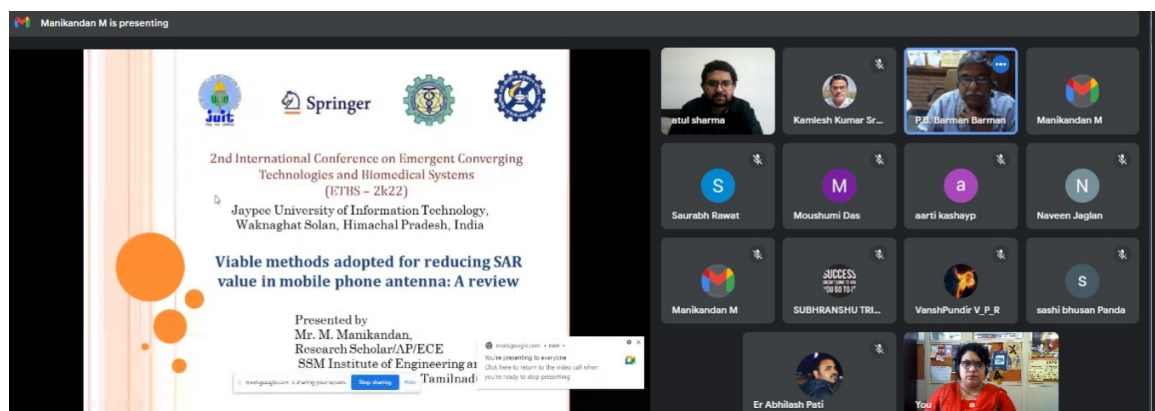 Manikandan M is presenting
juit
Springer
2nd International Conference on Emergent Converging
Technologies and Biomedical Systems
(ETBS – 2k22)
Jaypee University of Information Technology,
Waknaghat Solan, Himachal Pradesh, India
Viable methods adopted for reducing SAR
value in mobile phone antenna: A review
Presented by
Mr. M. Manikandan,
Research Scholar/AP/ECE
SSM Institute of Engineering
Tamilnad
meet.google.com • now
You're presenting to everyone
Click here to return to the video call when
you're ready to stop presenting
meet.google.com is sharing your screen.
Stop sharing
Hide
atul sharma
Kamlesh Kumar Sr...
P.B. Barman Barman
Manikandan M
S
Saurabh Rawat
M
Moushumi Das
a
aarti kashayp
N
Naveen Jaglan
Manikandan M
SUCCESS
SUBHRANSHU TRI...
VanshPundir V_P_R
s
sashi bhusan Panda
Er Abhilash Pati
You